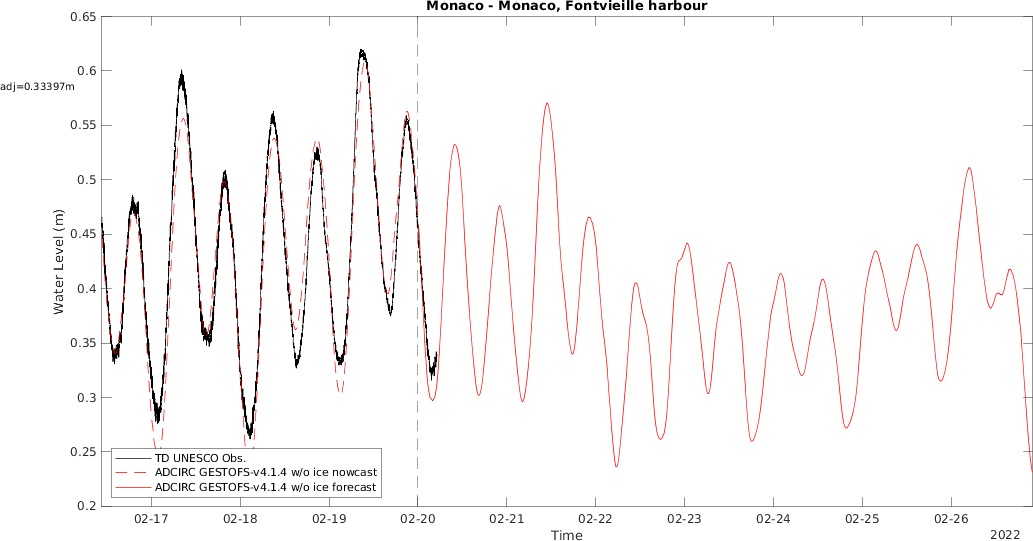 Monaco - Monaco, Fontvieille harbour
adj=0.33397m
Water Level (m)
0.65
0.6
0.55
0.5
0.45
0.4
0.35
0.3
0.25
0.2
TD UNESCO Obs.
ADCIRC GESTOFS-v4.1.4 w/o ice nowcast
ADCIRC GESTOFS-v4.1.4 w/o ice forecast
02-17 02-18 02-19 02-20 02-21 02-22 02-23 02-24 02-25 02-26
Time
2022